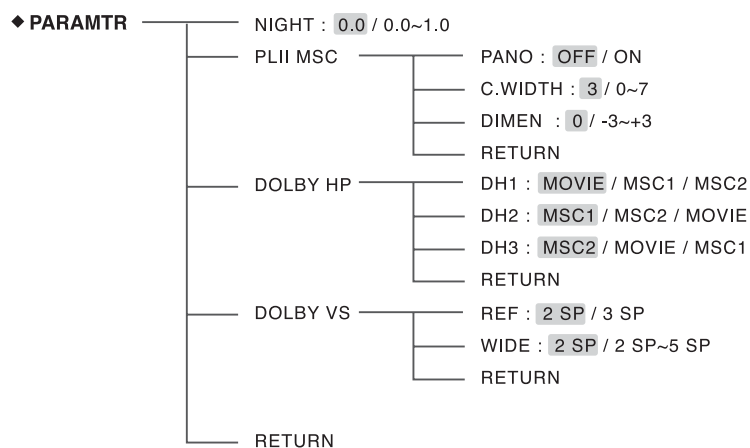 ◆ PARAMTR NIGHT : 0.0 / 0.0~1.0
PLII MSC PANO : OFF / ON
C.WIDTH : 3 / 0~7
DIMEN : 0 / -3~+3
RETURN
DOLBY HP DH1 : MOVIE / MSC1 / MSC2
DH2 : MSC1 / MSC2 / MOVIE
DH3 : MSC2 / MOVIE / MSC1
RETURN
DOLBY VS REF : 2 SP / 3 SP
WIDE : 2 SP / 2 SP~5 SP
RETURN
RETURN